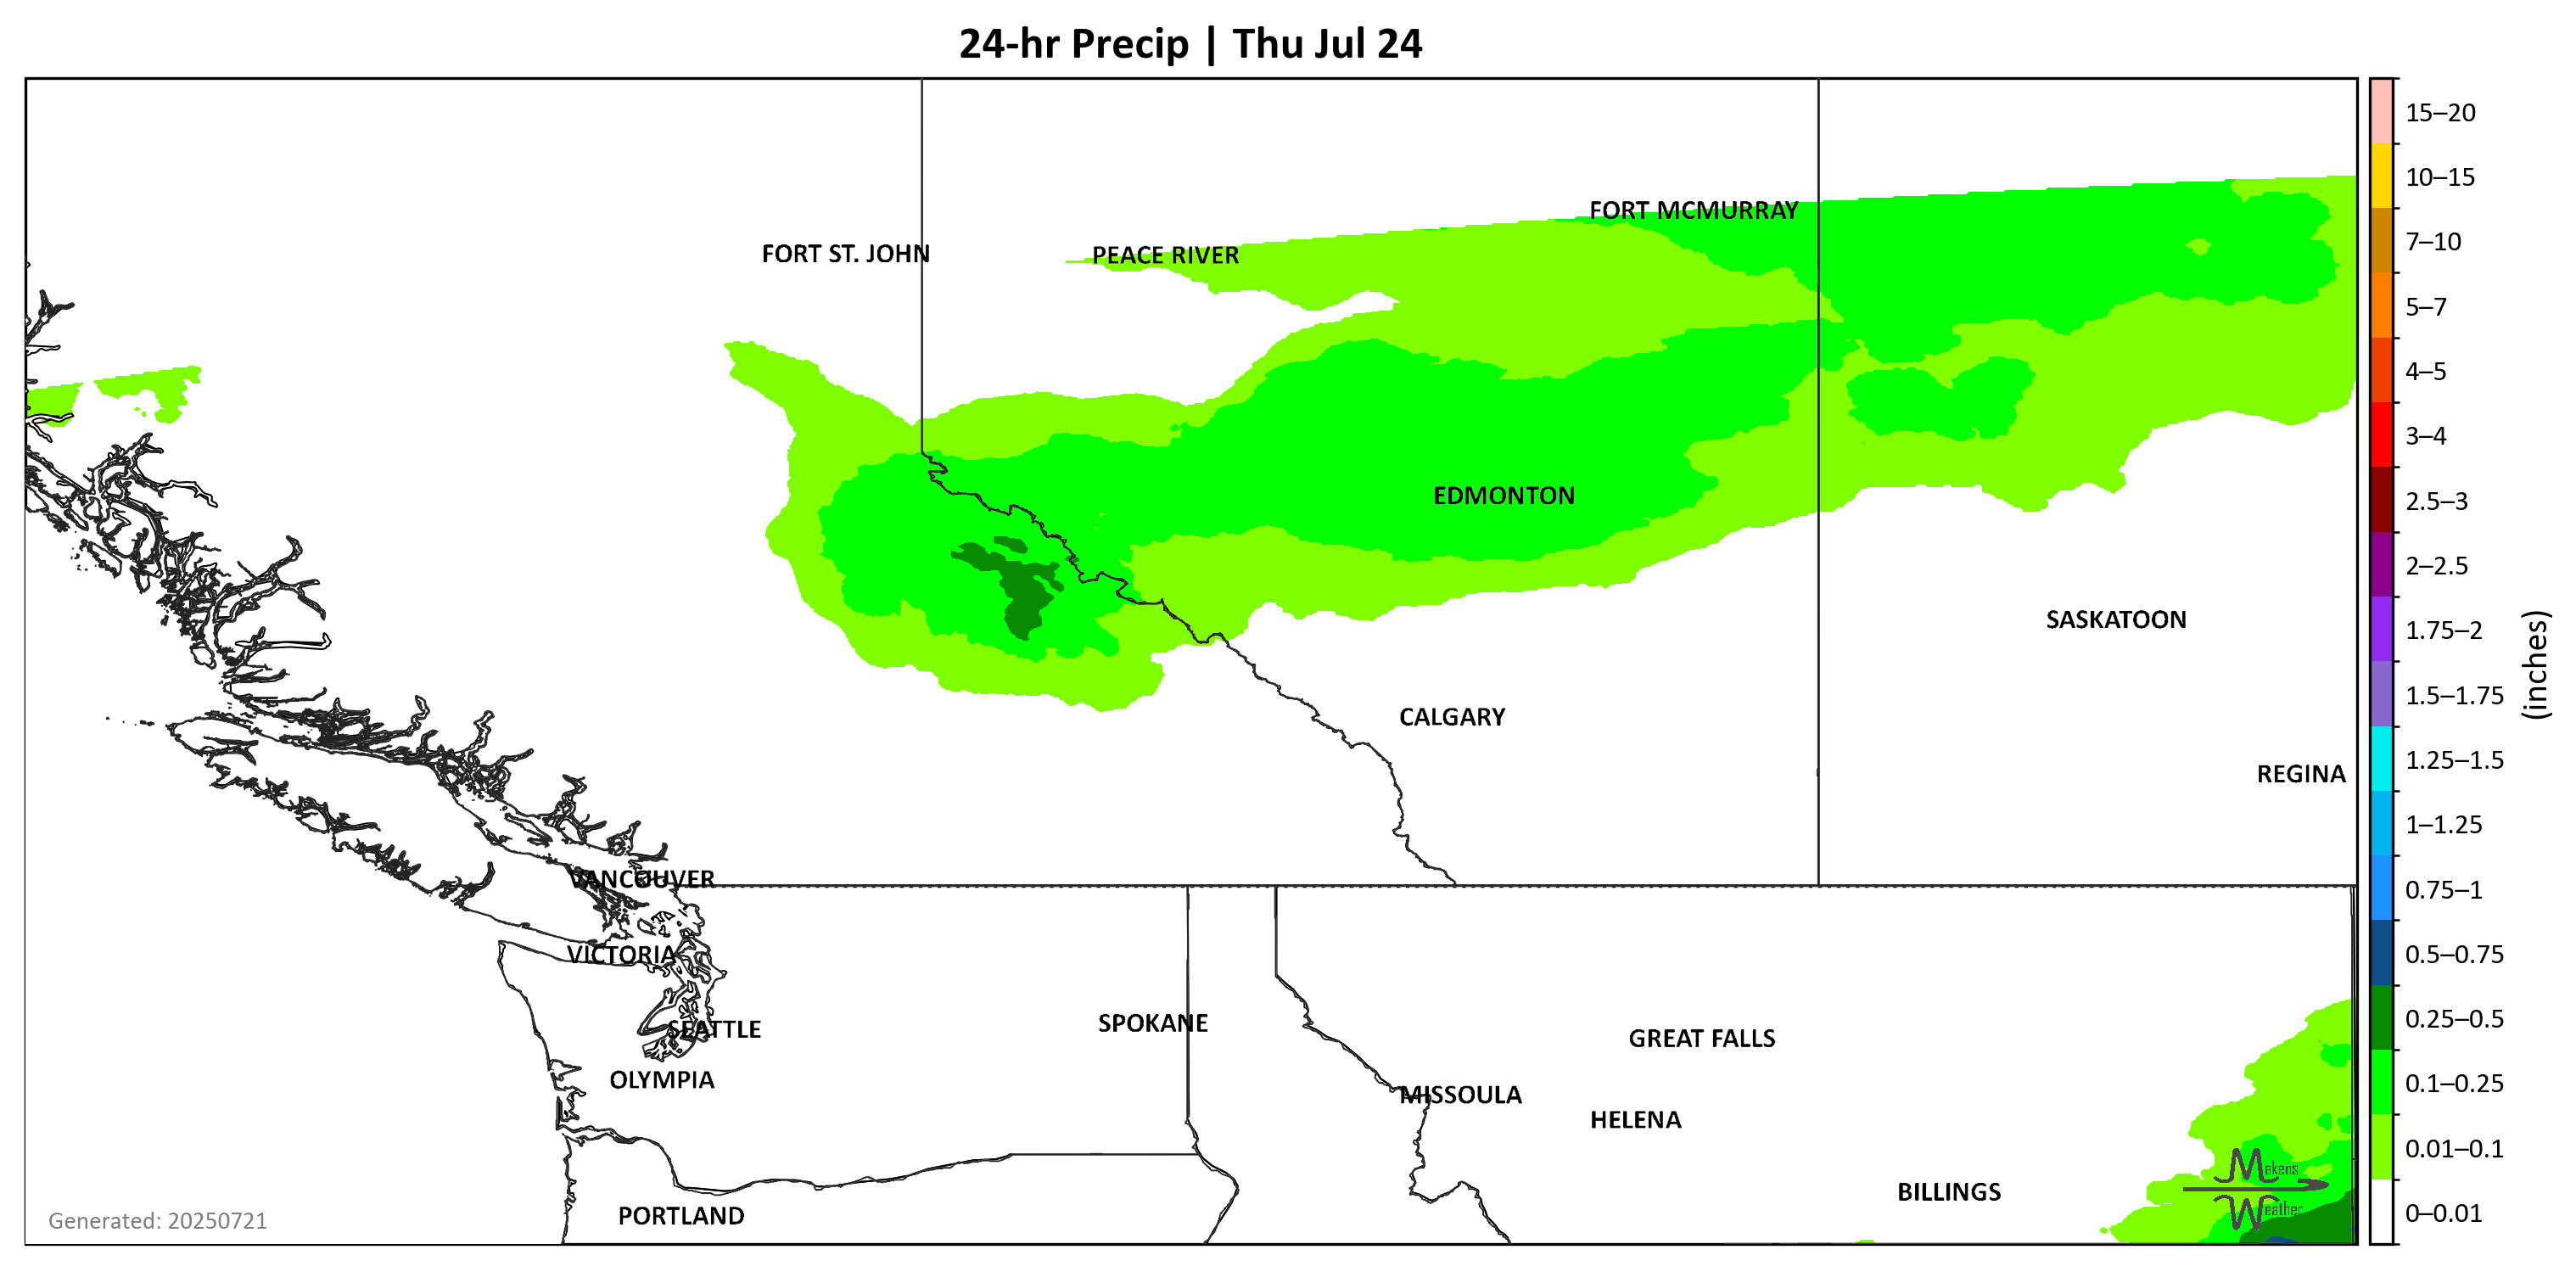 24-hr Precip | Thu Jul 24
FORT MCMURRAY
FORT ST. JOHN
PEACE RIVER
EDMONTON
SASKATOON
CALGARY
REGINA
VANCOUVER
VICTORIA
SEATTLE
SPOKANE
GREAT FALLS
OLYMPIA
MISSOULA
HELENA
BILLINGS
PORTLAND
Makens
Weather
Generated: 20250721
15–20
10–15
7–10
5–7
4–5
3–4
2.5–3
2–2.5
1.75–2
1.5–1.75
1.25–1.5
1–1.25
0.75–1
0.5–0.75
0.25–0.5
0.1–0.25
0.01–0.1
0–0.01
(inches)